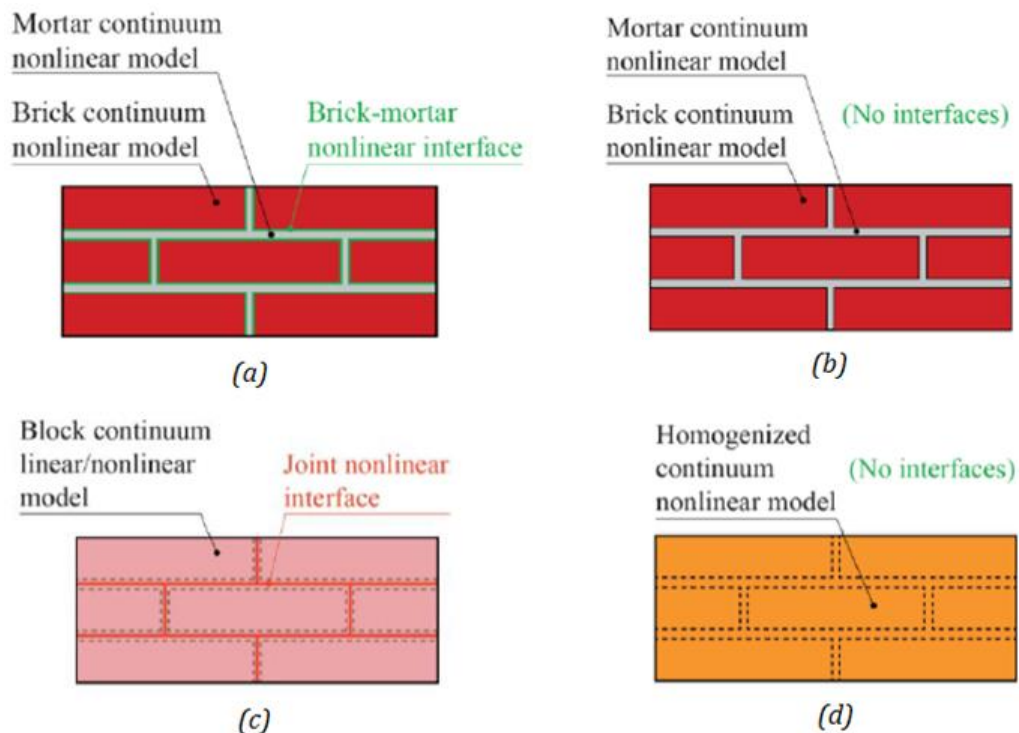 Mortar continuum
nonlinear model
Brick continuum
nonlinear model
Brick-mortar
nonlinear interface
(a)
Mortar continuum
nonlinear model
Brick continuum
nonlinear model
(No interfaces)
(b)
Block continuum
linear/nonlinear
model
Joint nonlinear
interface
(c)
Homogenized
continuum
nonlinear model
(No interfaces)
(d)